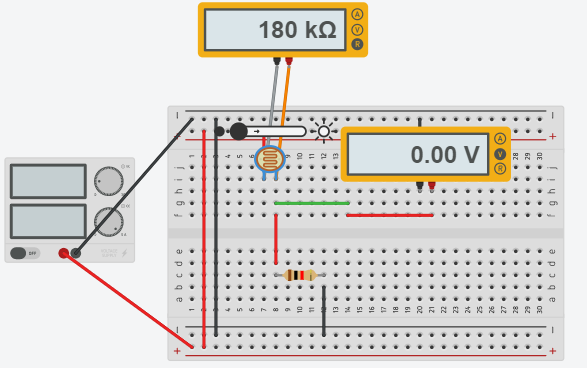 180 kΩ
A
V
R
0.00 V
A
V
R
OFF
− −
+ +
1 2 3 4 5 6 7 8 9 10 11 12 28 29 30
j j
i i
h h
g g
f f
e e
d d
c c
b b
a a
1 2 3 4 5 6 7 8 9 10 11 12 13 14 15 16 17 18 19 20 21 22 23 24 25 26 27 28 29 30
− −
+ +